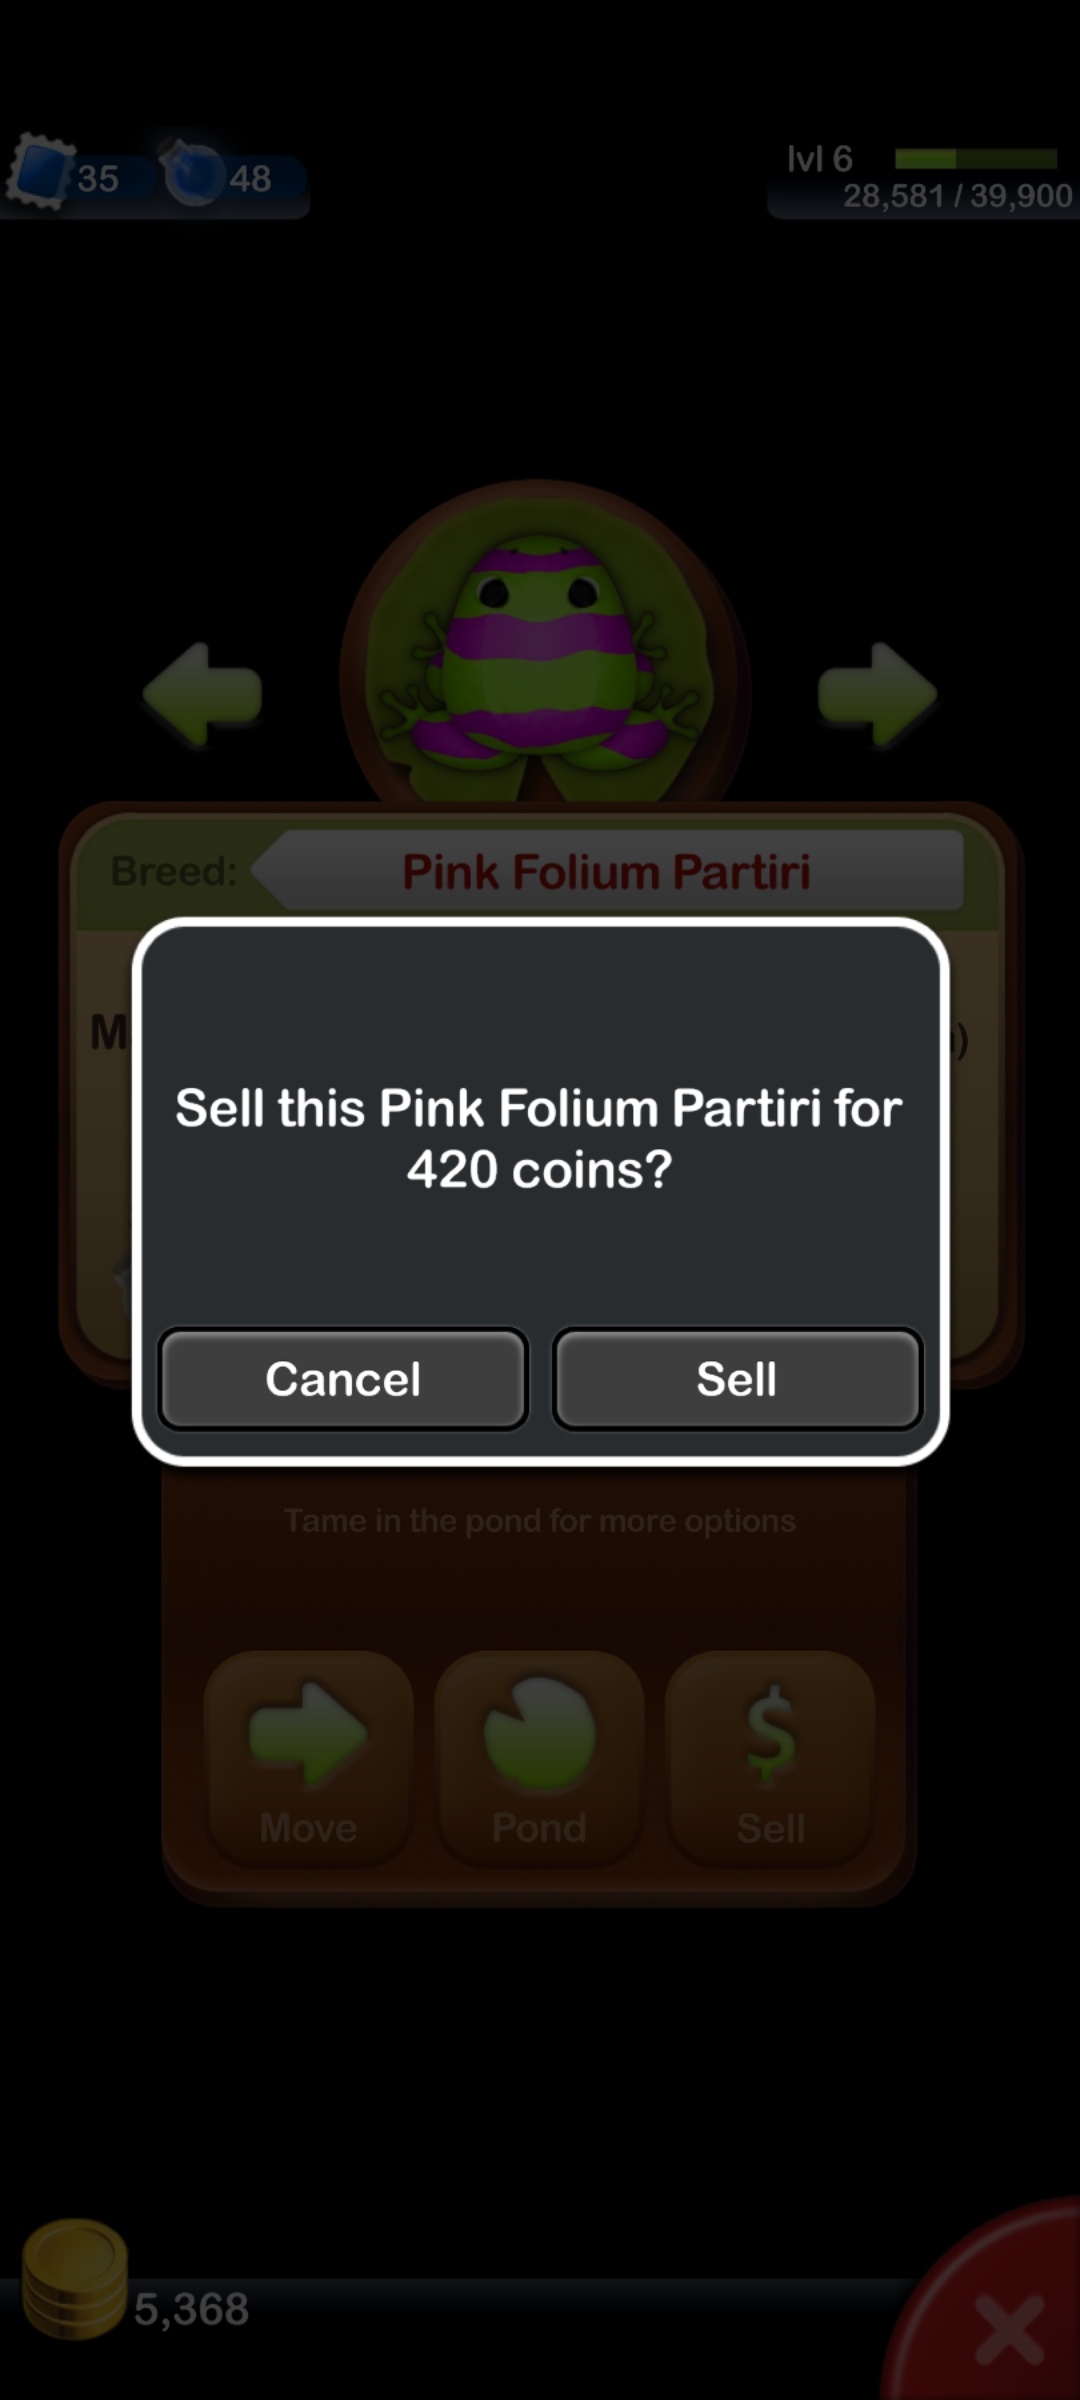 35
48
lvl 6
28,581 / 39,900
Breed:
Pink Folium Partiri
Sell this Pink Folium Partiri for
420 coins?
Cancel
Sell
Tame in the pond for more options
Move
Pond
Sell
5,368